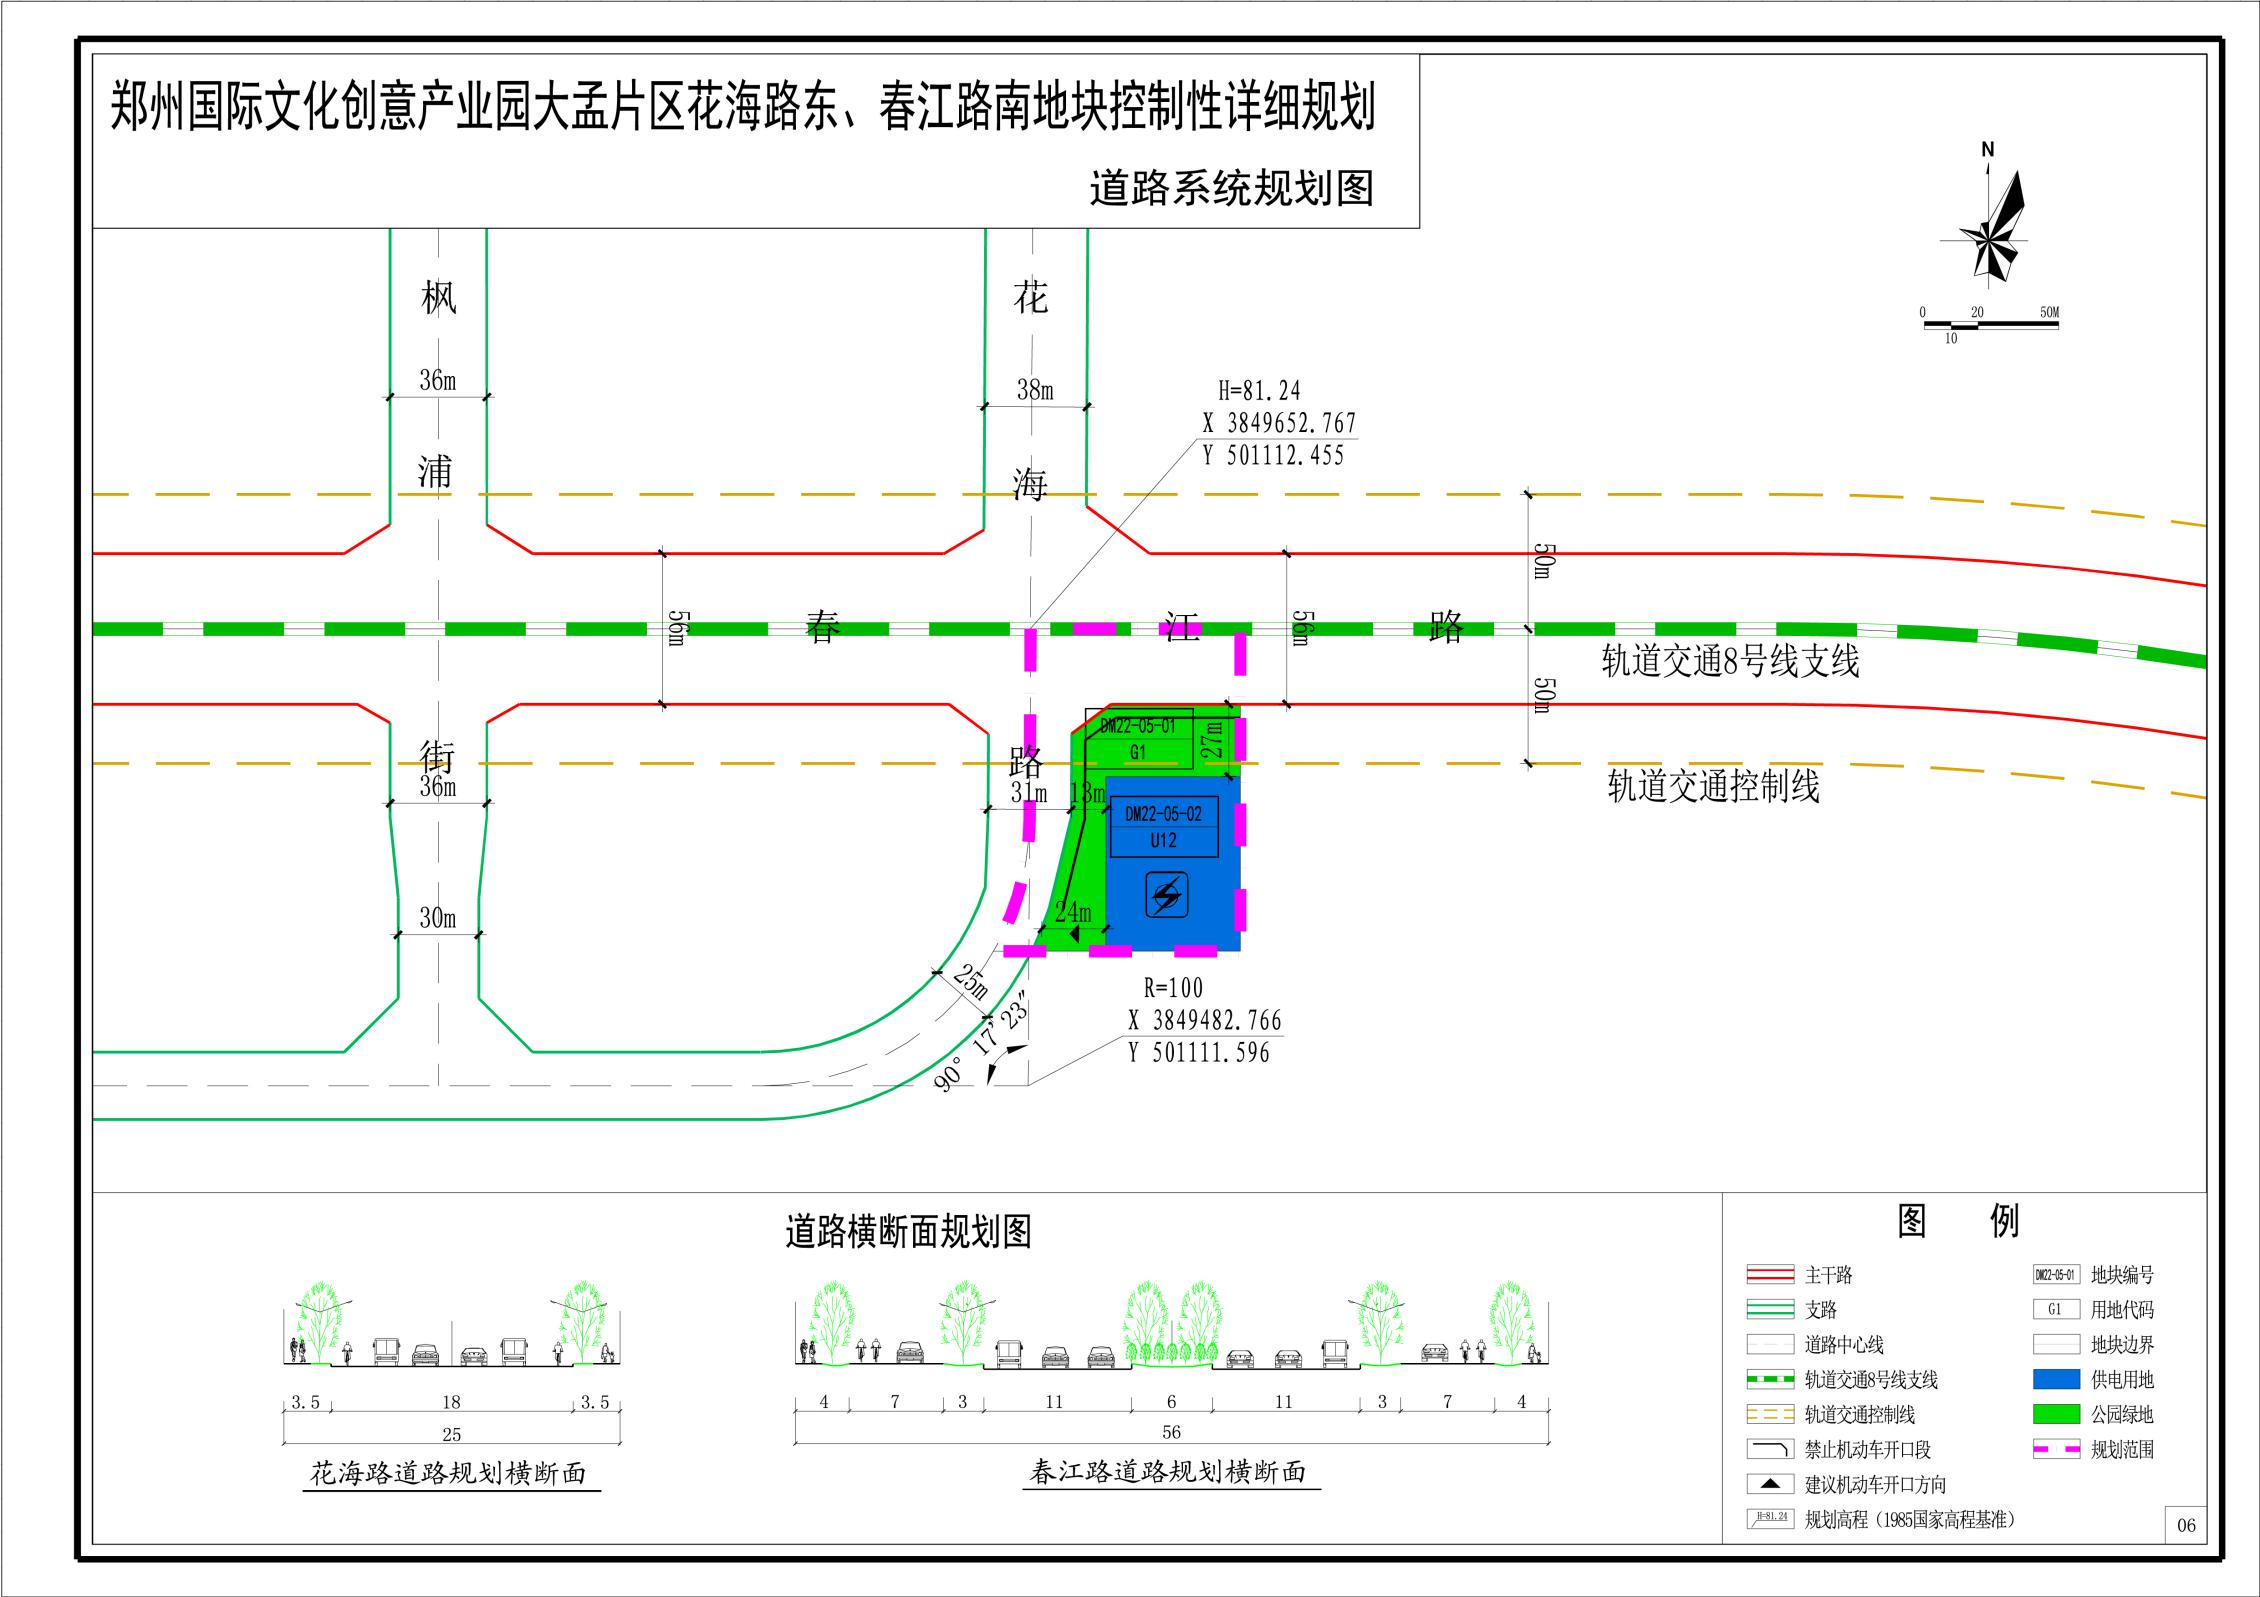 郑州国际文化创意产业园大孟片区花海路东、春江路南地块控制性详细规划
道路系统规划图
N
0 20 50M
10
枫浦街
花海路
春江路
36m
38m
H=81.24
X 3849652.767
Y 501112.455
50m
56m
56m
轨道交通8号线支线
50m
DM22-05-01
G1
27m
轨道交通控制线
36m
31m
13m
DM22-05-02
U12
30m
24m
25m
R=100
X 3849482.766
Y 501111.596
90° 17′ 23″
道路横断面规划图
3.5 18 3.5
25
花海路道路规划横断面
4 7 3 11 6 11 3 7 4
56
春江路道路规划横断面
图 例
主干路
支路
道路中心线
轨道交通8号线支线
轨道交通控制线
禁止机动车开口段
建议机动车开口方向
H=81.24 规划高程（1985国家高程基准）
DM22-05-01 地块编号
G1 用地代码
地块边界
供电用地
公园绿地
规划范围
06